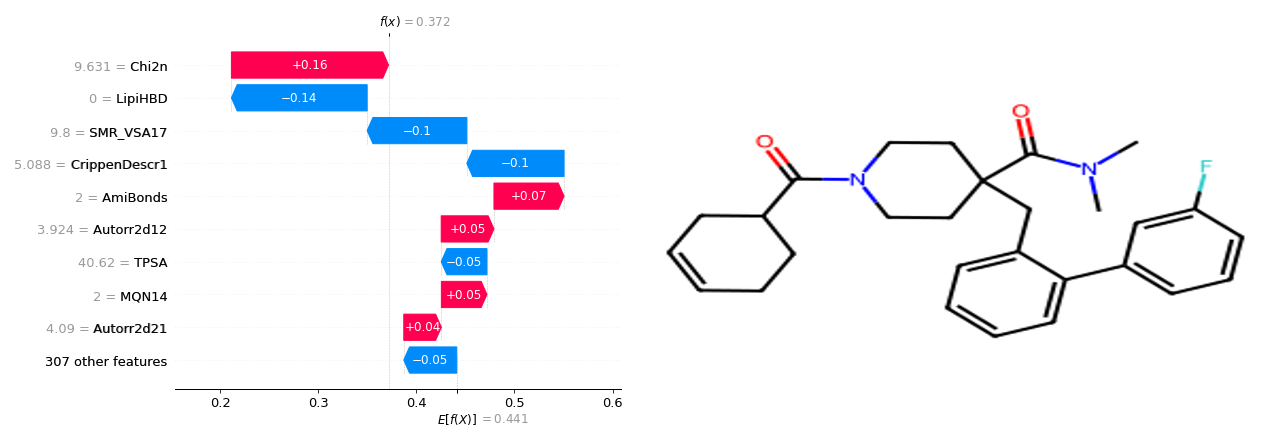 f(x) = 0.372
9.631 = Chi2n
+0.16
0 = LipiHBD
−0.14
9.8 = SMR_VSA17
−0.1
5.088 = CrippenDescr1
−0.1
2 = AmiBonds
+0.07
3.924 = Autorr2d12
+0.05
40.62 = TPSA
−0.05
2 = MQN14
+0.05
4.09 = Autorr2d21
+0.04
307 other features
−0.05
0.2 0.3 0.4 0.5 0.6
E[f(X)] = 0.441
O
O
N
N
F